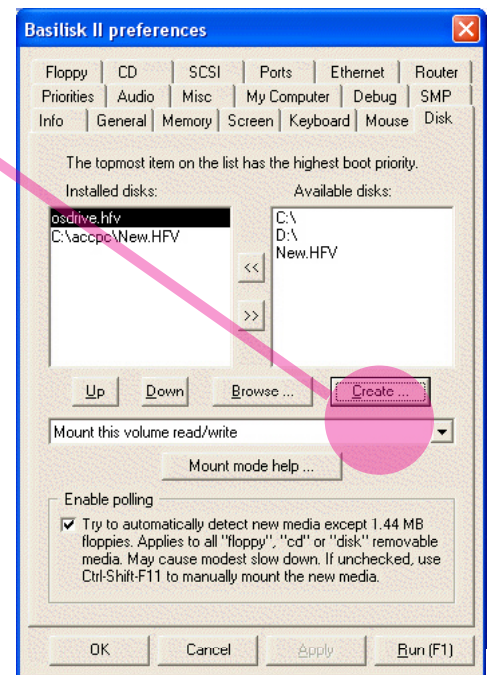 Basilisk II preferences
Floppy CD SCSI Ports Ethernet Router
Priorities Audio Misc My Computer Debug SMP
Info General Memory Screen Keyboard Mouse Disk
The topmost item on the list has the highest boot priority.
Installed disks: Available disks:
osdrive.hfv C:\
C:\accpc\New.HFV D:\
New.HFV
<<
>>
Up Down Browse ... Create ...
Mount this volume read/write
Mount mode help ...
Enable polling
Try to automatically detect new media except 1.44 MB
floppies. Applies to all "floppy", "cd" or "disk" removable
media. May cause modest slow down. If unchecked, use
Ctrl-Shift-F11 to manually mount the new media.
OK Cancel Apply Run (F1)